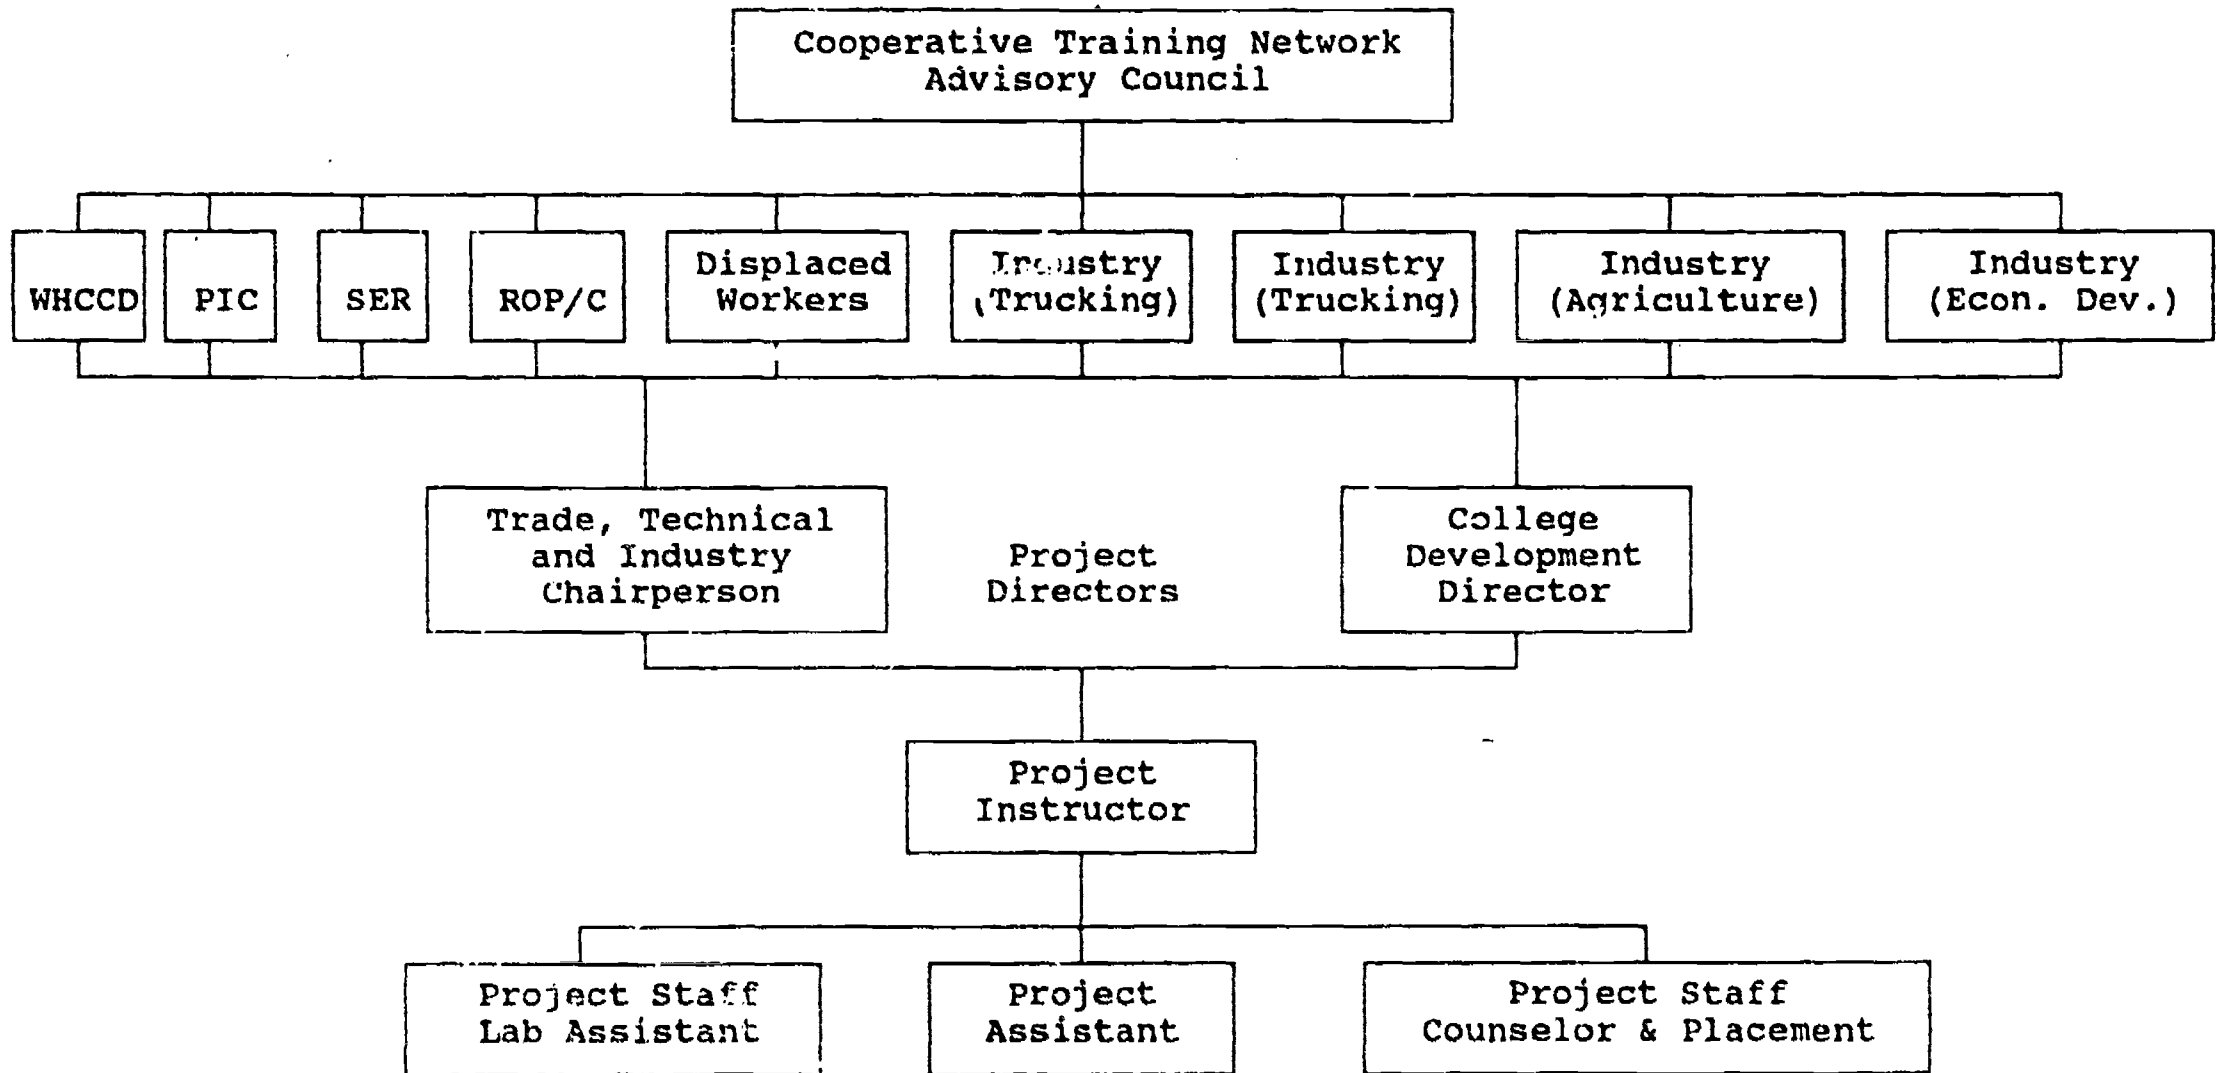 Cooperative Training Network
Advisory Council
WHCCD
PIC
SER
ROP/C
Displaced
Workers
Industry
(Trucking)
Industry
(Trucking)
Industry
(Agriculture)
Industry
(Econ. Dev.)
Trade, Technical
and Industry
Chairperson
Project
Directors
College
Development
Director
Project
Instructor
Project Staff
Lab Assistant
Project
Assistant
Project Staff
Counselor & Placement